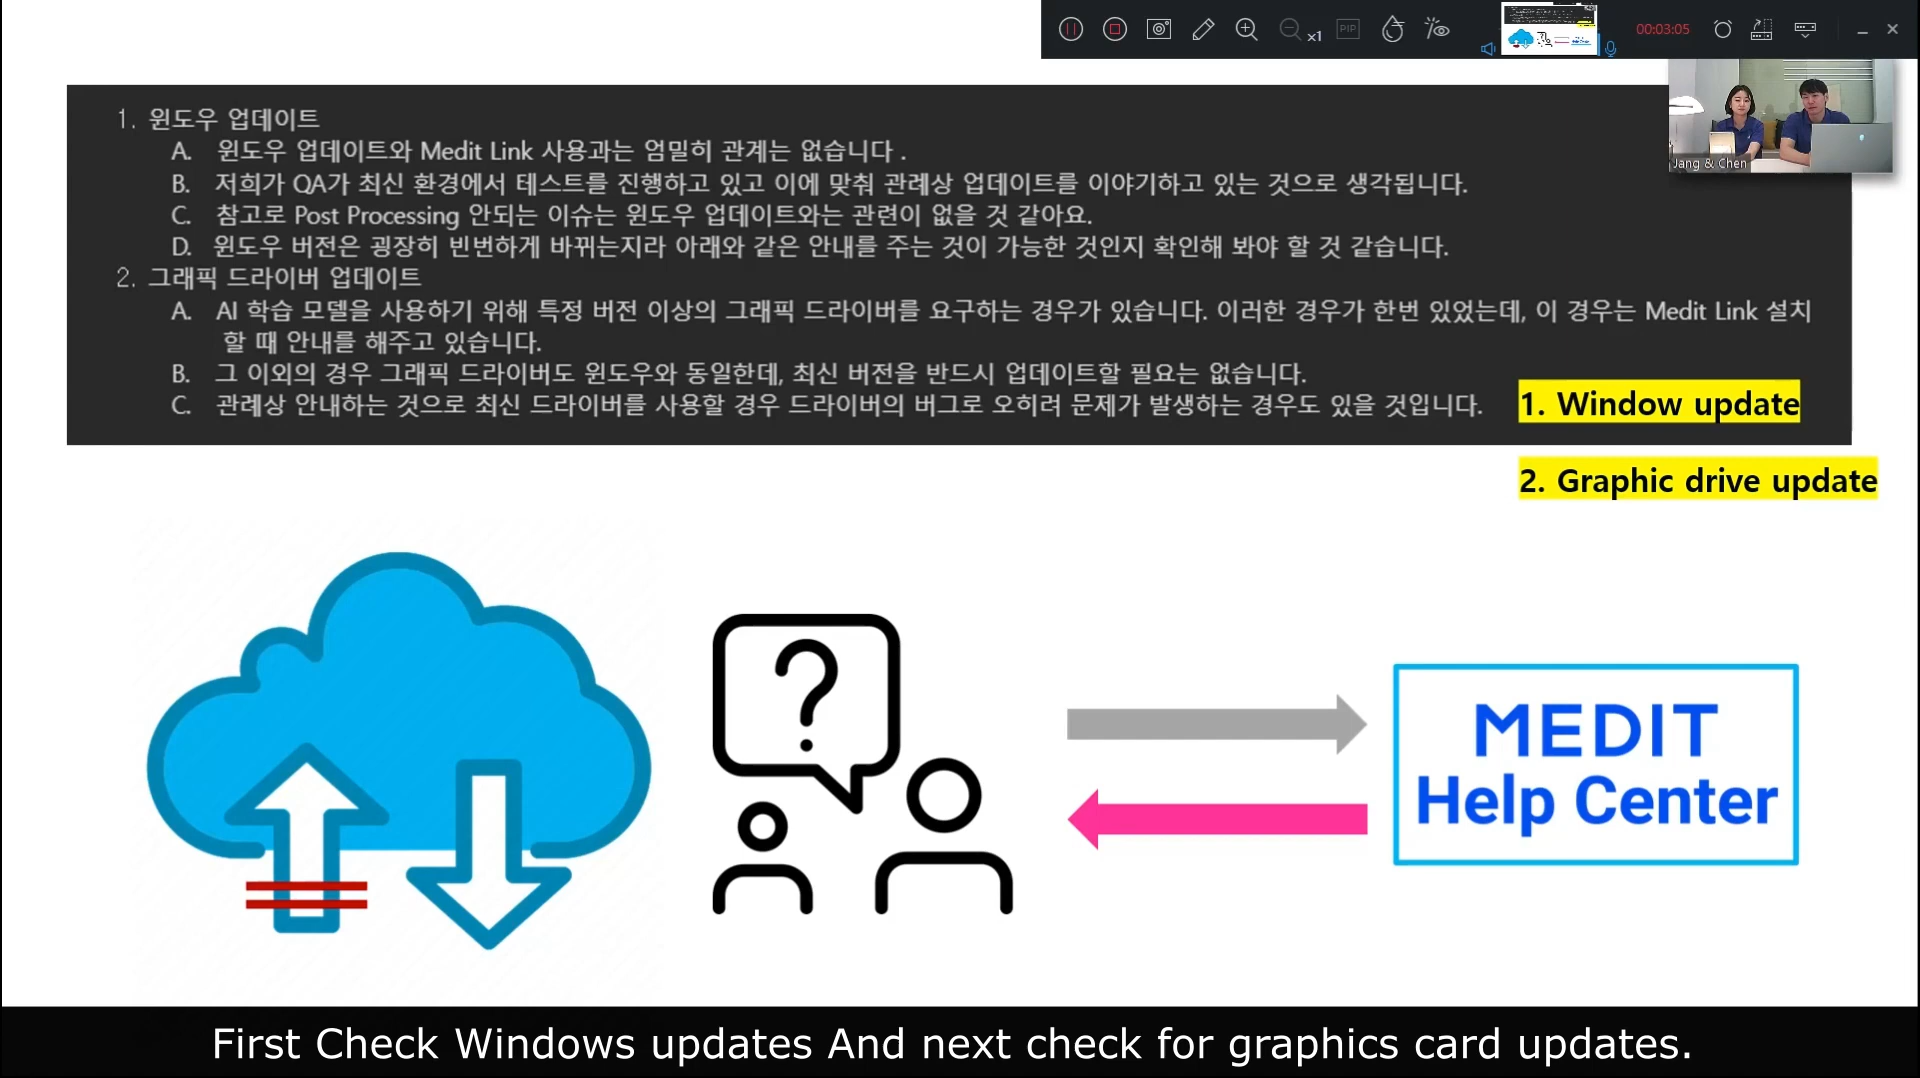 x1
PIP
00:03:05
Jang & Chen
1. 윈도우 업데이트
A. 윈도우 업데이트와 Medit Link 사용과는 엄밀히 관계는 없습니다 .
B. 저희가 QA가 최신 환경에서 테스트를 진행하고 있고 이에 맞춰 관례상 업데이트를 이야기하고 있는 것으로 생각됩니다.
C. 참고로 Post Processing 안되는 이슈는 윈도우 업데이트와는 관련이 없을 것 같아요.
D. 윈도우 버전은 굉장히 빈번하게 바뀌는지라 아래와 같은 안내를 주는 것이 가능한 것인지 확인해 봐야 할 것 같습니다.
2. 그래픽 드라이버 업데이트
A. AI 학습 모델을 사용하기 위해 특정 버전 이상의 그래픽 드라이버를 요구하는 경우가 있습니다. 이러한 경우가 한번 있었는데, 이 경우는 Medit Link 설치
할 때 안내를 해주고 있습니다.
B. 그 이외의 경우 그래픽 드라이버도 윈도우와 동일한데, 최신 버전을 반드시 업데이트할 필요는 없습니다.
C. 관례상 안내하는 것으로 최신 드라이버를 사용할 경우 드라이버의 버그로 오히려 문제가 발생하는 경우도 있을 것입니다.
1. Window update
2. Graphic drive update
?
MEDIT
Help Center
First Check Windows updates And next check for graphics card updates.